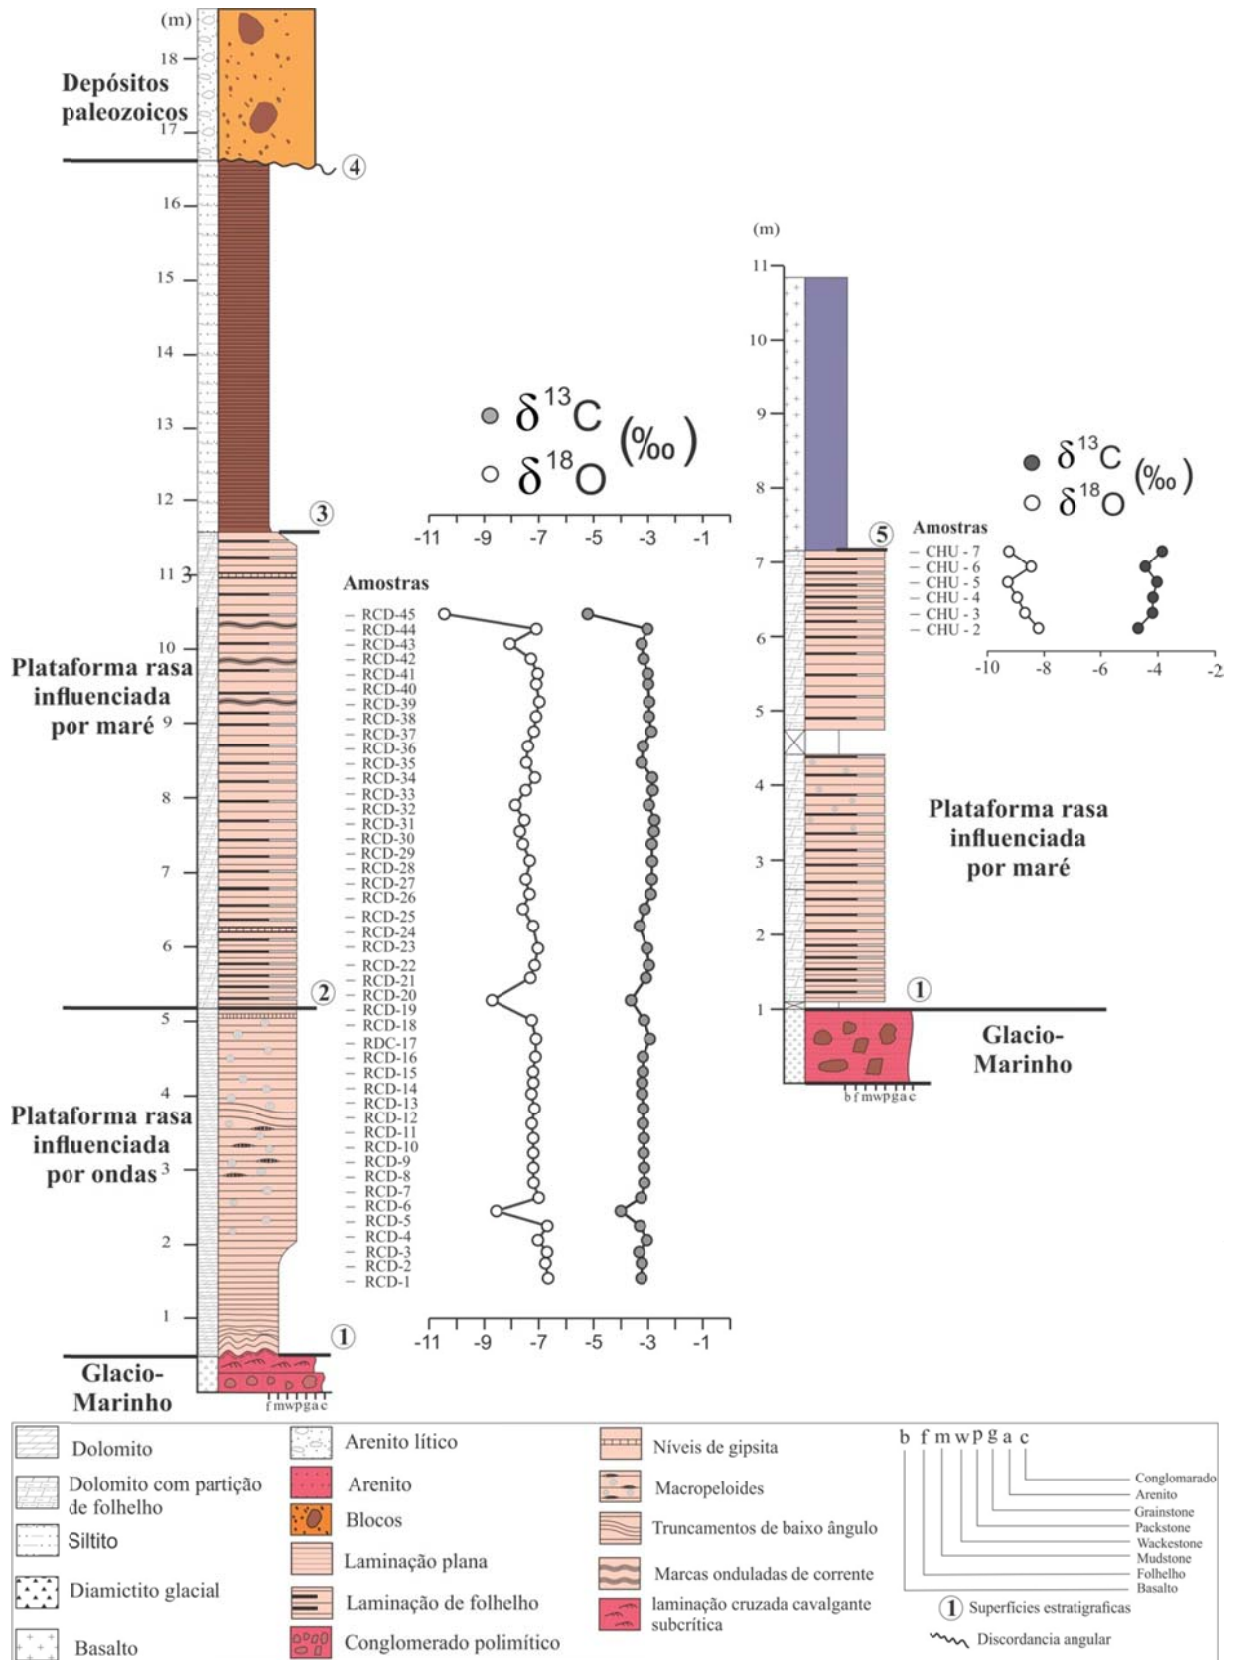 (m)
18
Depósitos
paleozoicos
17
4
16
15
14
13
12
3
11
3
10
Plataforma rasa
influenciada
por maré
9
8
7
6
2
5
4
Plataforma rasa
influenciada
por ondas
3
2
1
1
Glacio-
Marinho
f m w p g a c
δ13C
(‰)
δ18O
-11 -9 -7 -5 -3 -1
Amostras
RCD-45
RCD-44
RCD-43
RCD-42
RCD-41
RCD-40
RCD-39
RCD-38
RCD-37
RCD-36
RCD-35
RCD-34
RCD-33
RCD-32
RCD-31
RCD-30
RCD-29
RCD-28
RCD-27
RCD-26
RCD-25
RCD-24
RCD-23
RCD-22
RCD-21
RCD-20
RCD-19
RCD-18
RDC-17
RCD-16
RCD-15
RCD-14
RCD-13
RCD-12
RCD-11
RCD-10
RCD-9
RCD-8
RCD-7
RCD-6
RCD-5
RCD-4
RCD-3
RCD-2
RCD-1
-11 -9 -7 -5 -3 -1
(m)
11
10
9
8
7
6
5
4
3
2
1
5
δ13C
(‰)
δ18O
Amostras
CHU - 7
CHU - 6
CHU - 5
CHU - 4
CHU - 3
CHU - 2
-10 -8 -6 -4 -2
Plataforma rasa
influenciada
por maré
1
Glacio-
Marinho
b f m w p g a c
Dolomito
Dolomito com partição
de folhelho
Siltito
Diamictito glacial
Basalto
Arenito lítico
Arenito
Blocos
Laminação plana
Laminação de folhelho
Conglomerado polimítico
Níveis de gipsita
Macropeloides
Truncamentos de baixo ângulo
Marcas onduladas de corrente
laminação cruzada cavalgante
subcrítica
b f m w p g a c
Conglomarado
Arenito
Grainstone
Packstone
Wackestone
Mudstone
Folhelho
Basalto
1 Superfícies estratigraficas
Discordancia angular